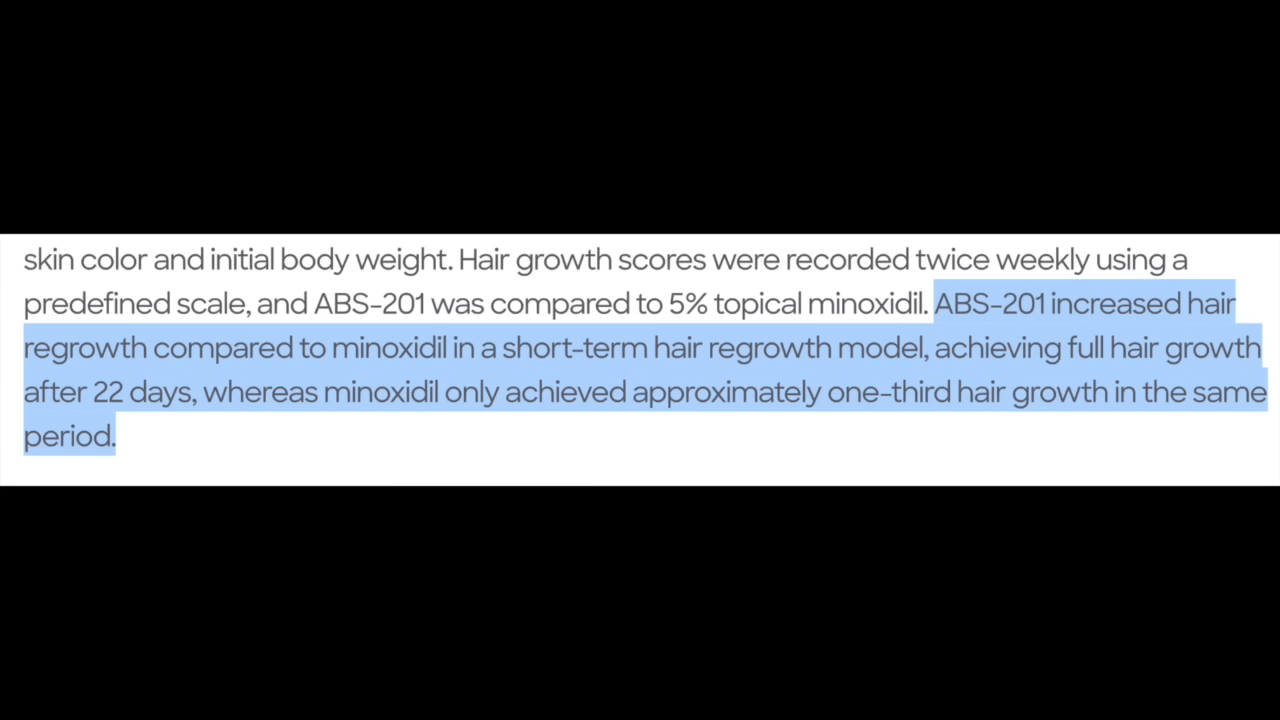 skin color and initial body weight. Hair growth scores were recorded twice weekly using a
predefined scale, and ABS-201 was compared to 5% topical minoxidil. ABS-201 increased hair
regrowth compared to minoxidil in a short-term hair regrowth model, achieving full hair growth
after 22 days, whereas minoxidil only achieved approximately one-third hair growth in the same
period.